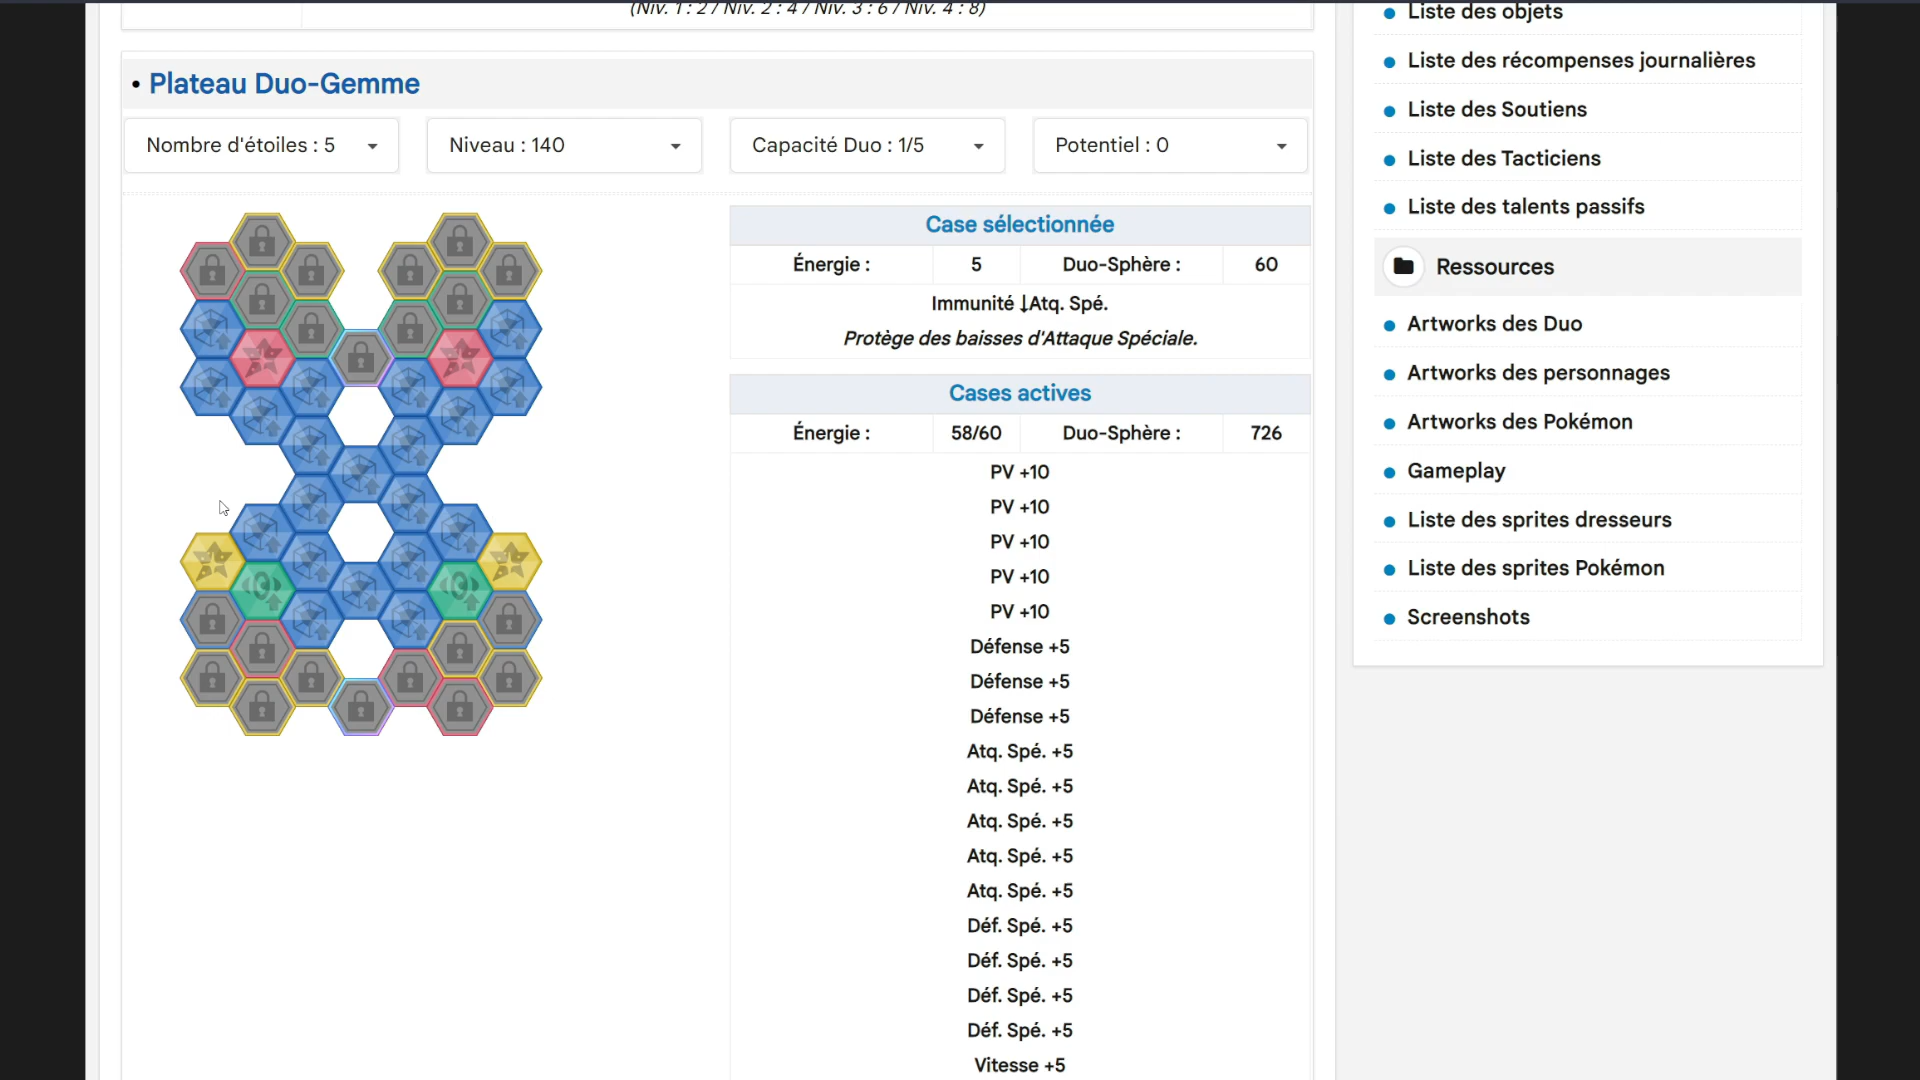 (Niv. 1 : 2 / Niv. 2 : 4 / Niv. 3 : 6 / Niv. 4 : 8)
• Plateau Duo-Gemme
Nombre d'étoiles : 5
Niveau : 140
Capacité Duo : 1/5
Potentiel : 0
Case sélectionnée
Énergie : 5 Duo-Sphère : 60
Immunité ↓Atq. Spé.
Protège des baisses d'Attaque Spéciale.
Cases actives
Énergie : 58/60 Duo-Sphère : 726
PV +10
PV +10
PV +10
PV +10
PV +10
Défense +5
Défense +5
Défense +5
Atq. Spé. +5
Atq. Spé. +5
Atq. Spé. +5
Atq. Spé. +5
Atq. Spé. +5
Déf. Spé. +5
Déf. Spé. +5
Déf. Spé. +5
Déf. Spé. +5
Vitesse +5
Liste des objets
Liste des récompenses journalières
Liste des Soutiens
Liste des Tacticiens
Liste des talents passifs
Ressources
Artworks des Duo
Artworks des personnages
Artworks des Pokémon
Gameplay
Liste des sprites dresseurs
Liste des sprites Pokémon
Screenshots